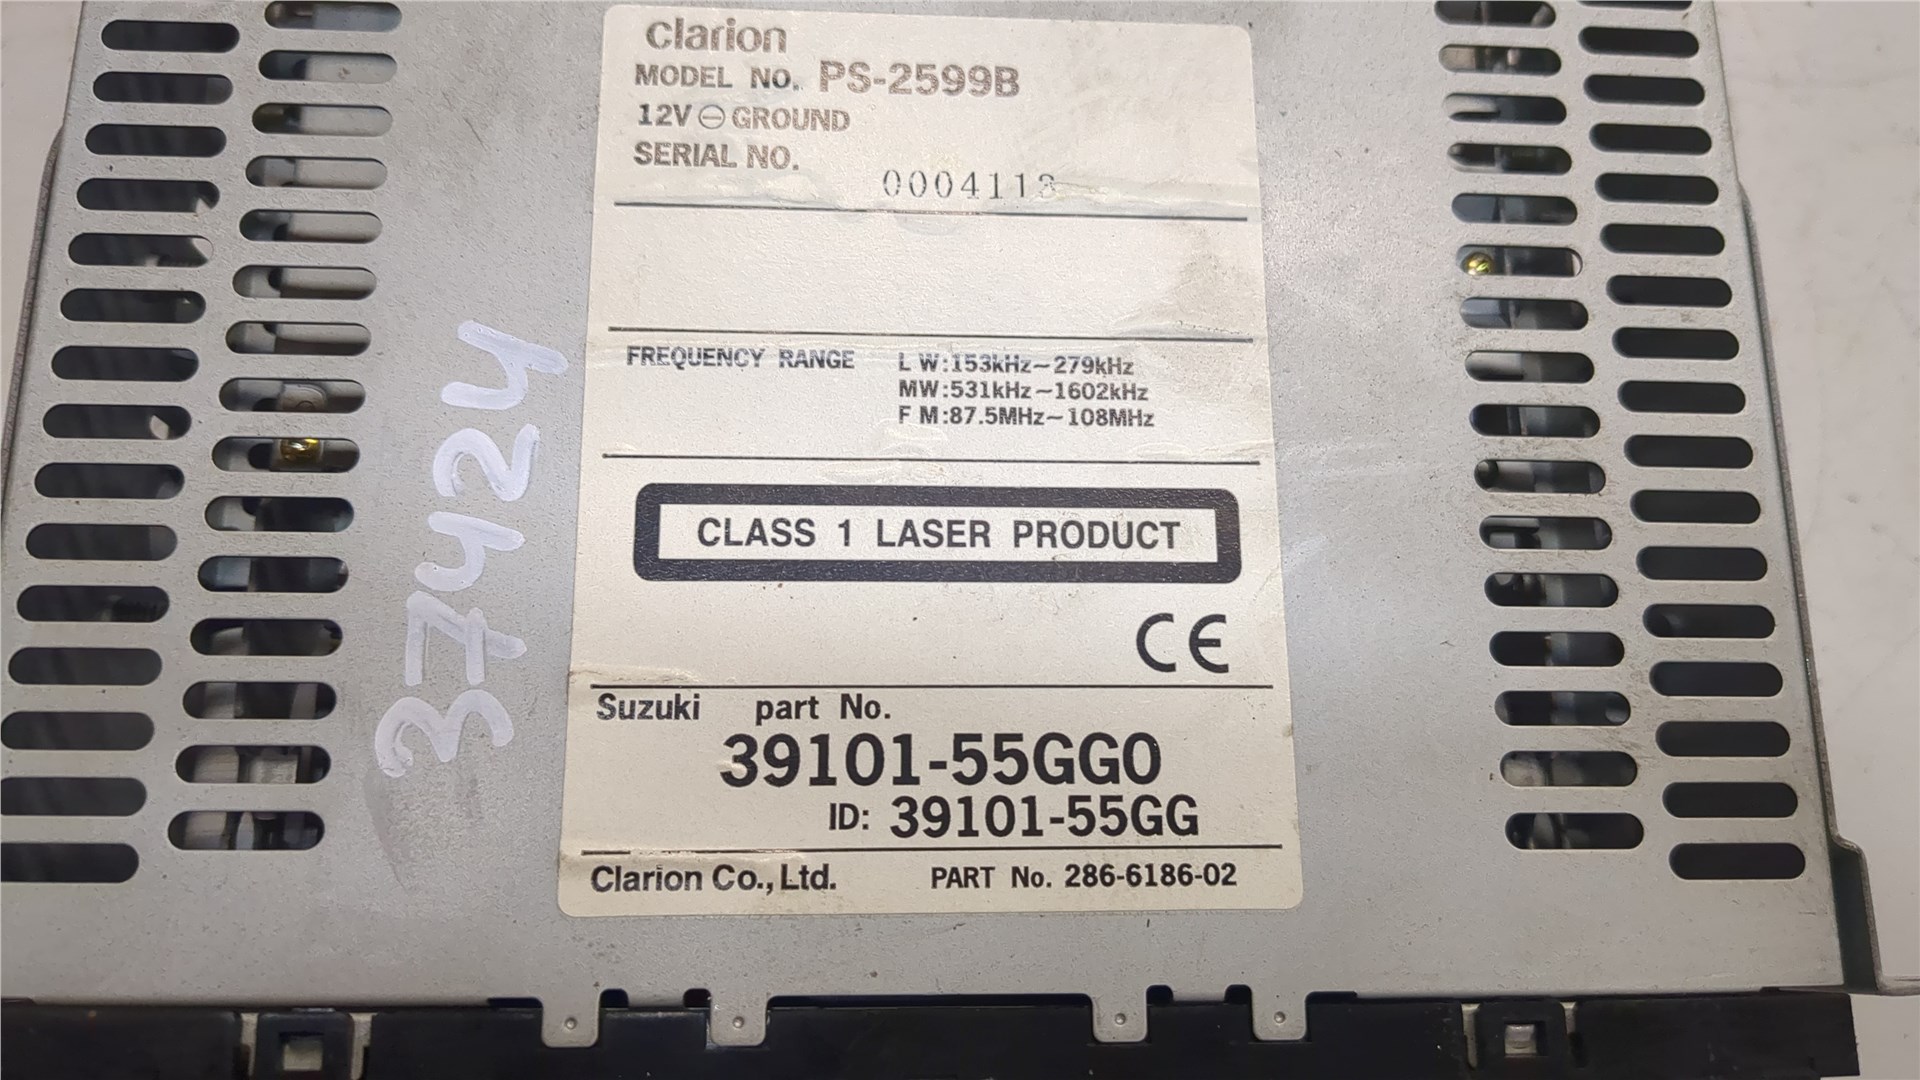 clarion
MODEL NO. PS-2599B
12V ⊖ GROUND
SERIAL NO.
0004113
FREQUENCY RANGE L W:153kHz~279kHz
MW:531kHz~1602kHz
F M:87.5MHz~108MHz
CLASS 1 LASER PRODUCT
CE
Suzuki part No.
39101-55GG0
ID: 39101-55GG
Clarion Co., Ltd. PART No. 286-6186-02
37424